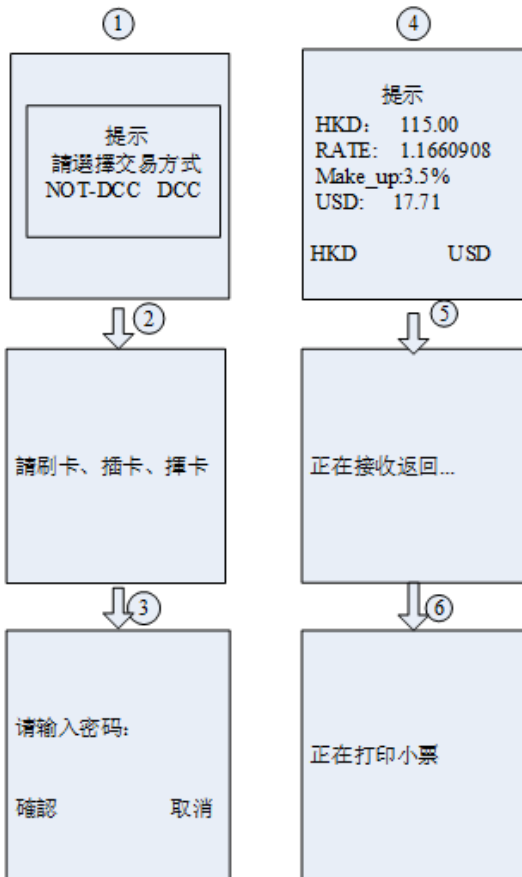 ①
提示
請選擇交易方式
NOT-DCC DCC
②
請刷卡、插卡、揮卡
③
请输入密码:
確認 取消
④
提示
HKD: 115.00
RATE: 1.1660908
Make_up:3.5%
USD: 17.71
HKD USD
⑤
正在接收返回...
⑥
正在打印小票